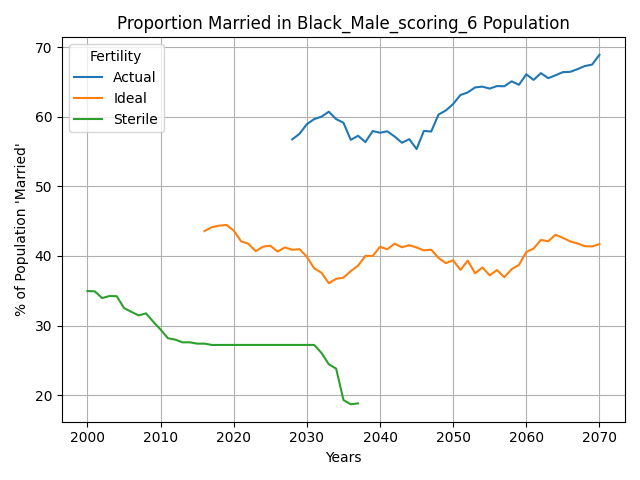 Proportion Married in Black_Male_scoring_6 Population
% of Population 'Married'
70
60
50
40
30
20
Fertility
Actual
Ideal
Sterile
2000 2010 2020 2030 2040 2050 2060 2070
Years